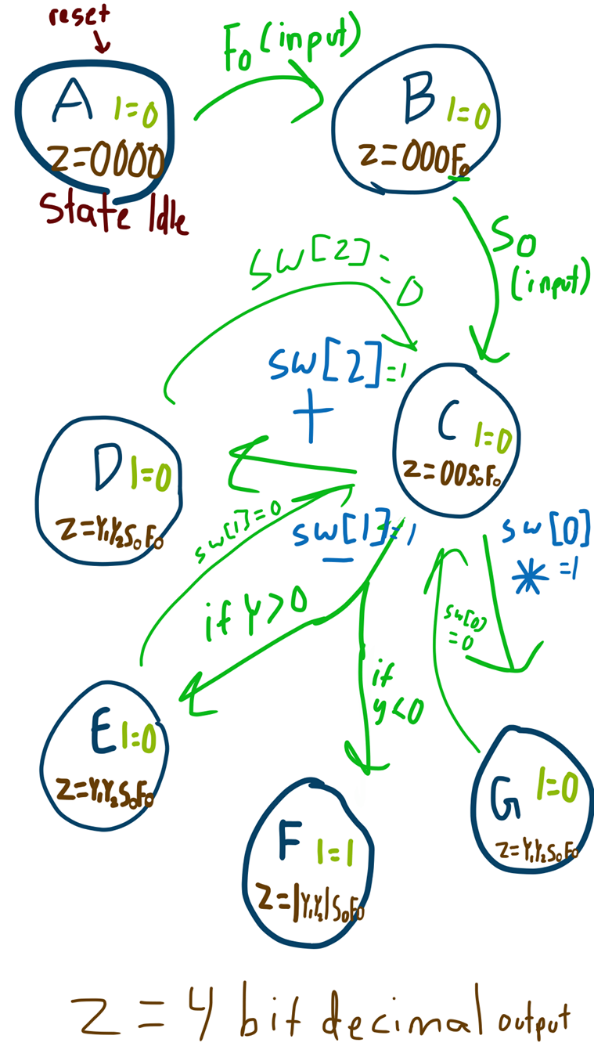 reset
F₀ (input)
A l=0
Z=0000
State Idle
B l=0
Z=000F₀
S₀
(input)
sw[2]=0
sw[2]=1
+
C l=0
Z=00S₀F₀
D l=0
Z=Y₁Y₂S₀F₀
sw[1]=0
sw[1]=1
—
sw[0]
* =1
if Y>0
sw[0]
=0
if
y<0
E l=0
Z=Y₁Y₂S₀F₀
F l=1
Z=|Y₁Y₂|S₀F₀
G l=0
Z=Y₁Y₂S₀F₀
Z = 4 bit decimal output